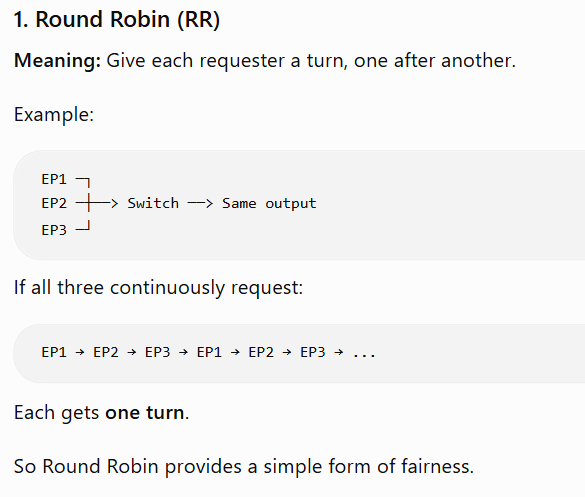 1. Round Robin (RR)
Meaning: Give each requester a turn, one after another.
Example:
EP1 ─┐
EP2 ─┼──> Switch ──> Same output
EP3 ─┘
If all three continuously request:
EP1 → EP2 → EP3 → EP1 → EP2 → EP3 → ...
Each gets one turn.
So Round Robin provides a simple form of fairness.